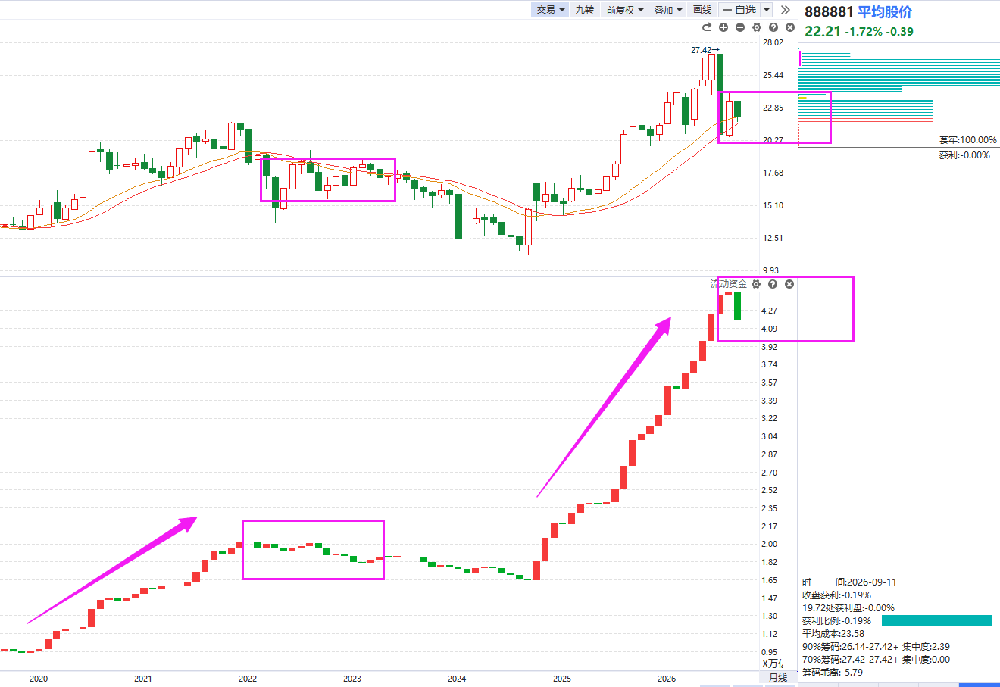 交易 九转 前复权 叠加 画线 一自选
888881 平均股价
22.21 -1.72% -0.39
27.42
28.02
25.44
22.85
20.27
17.68
15.10
12.51
9.93
套牢:100.00%
获利:-0.00%
流动资金
4.27
4.09
3.92
3.74
3.57
3.39
3.22
3.04
2.87
2.70
2.52
2.35
2.17
2.00
1.82
1.65
1.47
1.30
1.12
0.95
X万亿
时 间:2026-09-11
收盘获利:-0.19%
19.72处获利盘:-0.00%
获利比例:-0.19%
平均成本:23.58
90%筹码:26.14-27.42+ 集中度:2.39
70%筹码:27.42-27.42+ 集中度:0.00
筹码乖离:-5.79
2020 2021 2022 2023 2024 2025 2026 月线